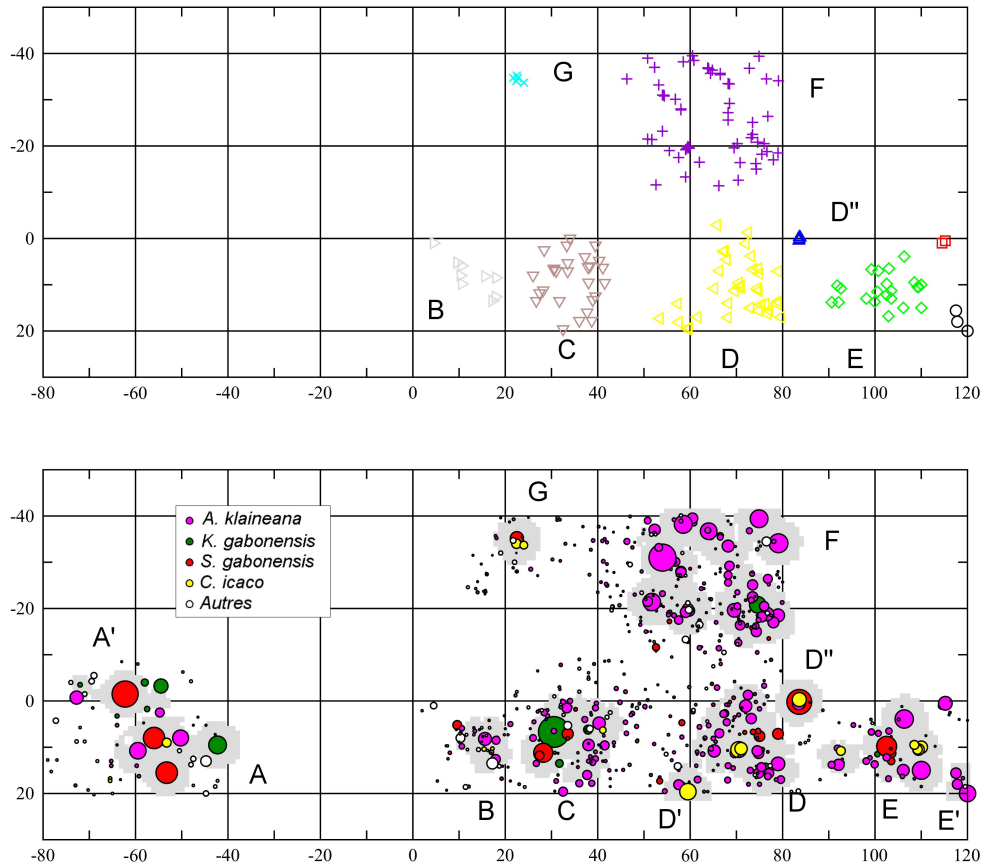 -40
G
F
-20
D"
0
B
C
D
E
20
-80 -60 -40 -20 0 20 40 60 80 100 120
G
-40
A. klaineana
K. gabonensis
S. gabonensis
C. icaco
Autres
F
-20
A'
D"
0
A
20
B C D' D E E'
-80 -60 -40 -20 0 20 40 60 80 100 120